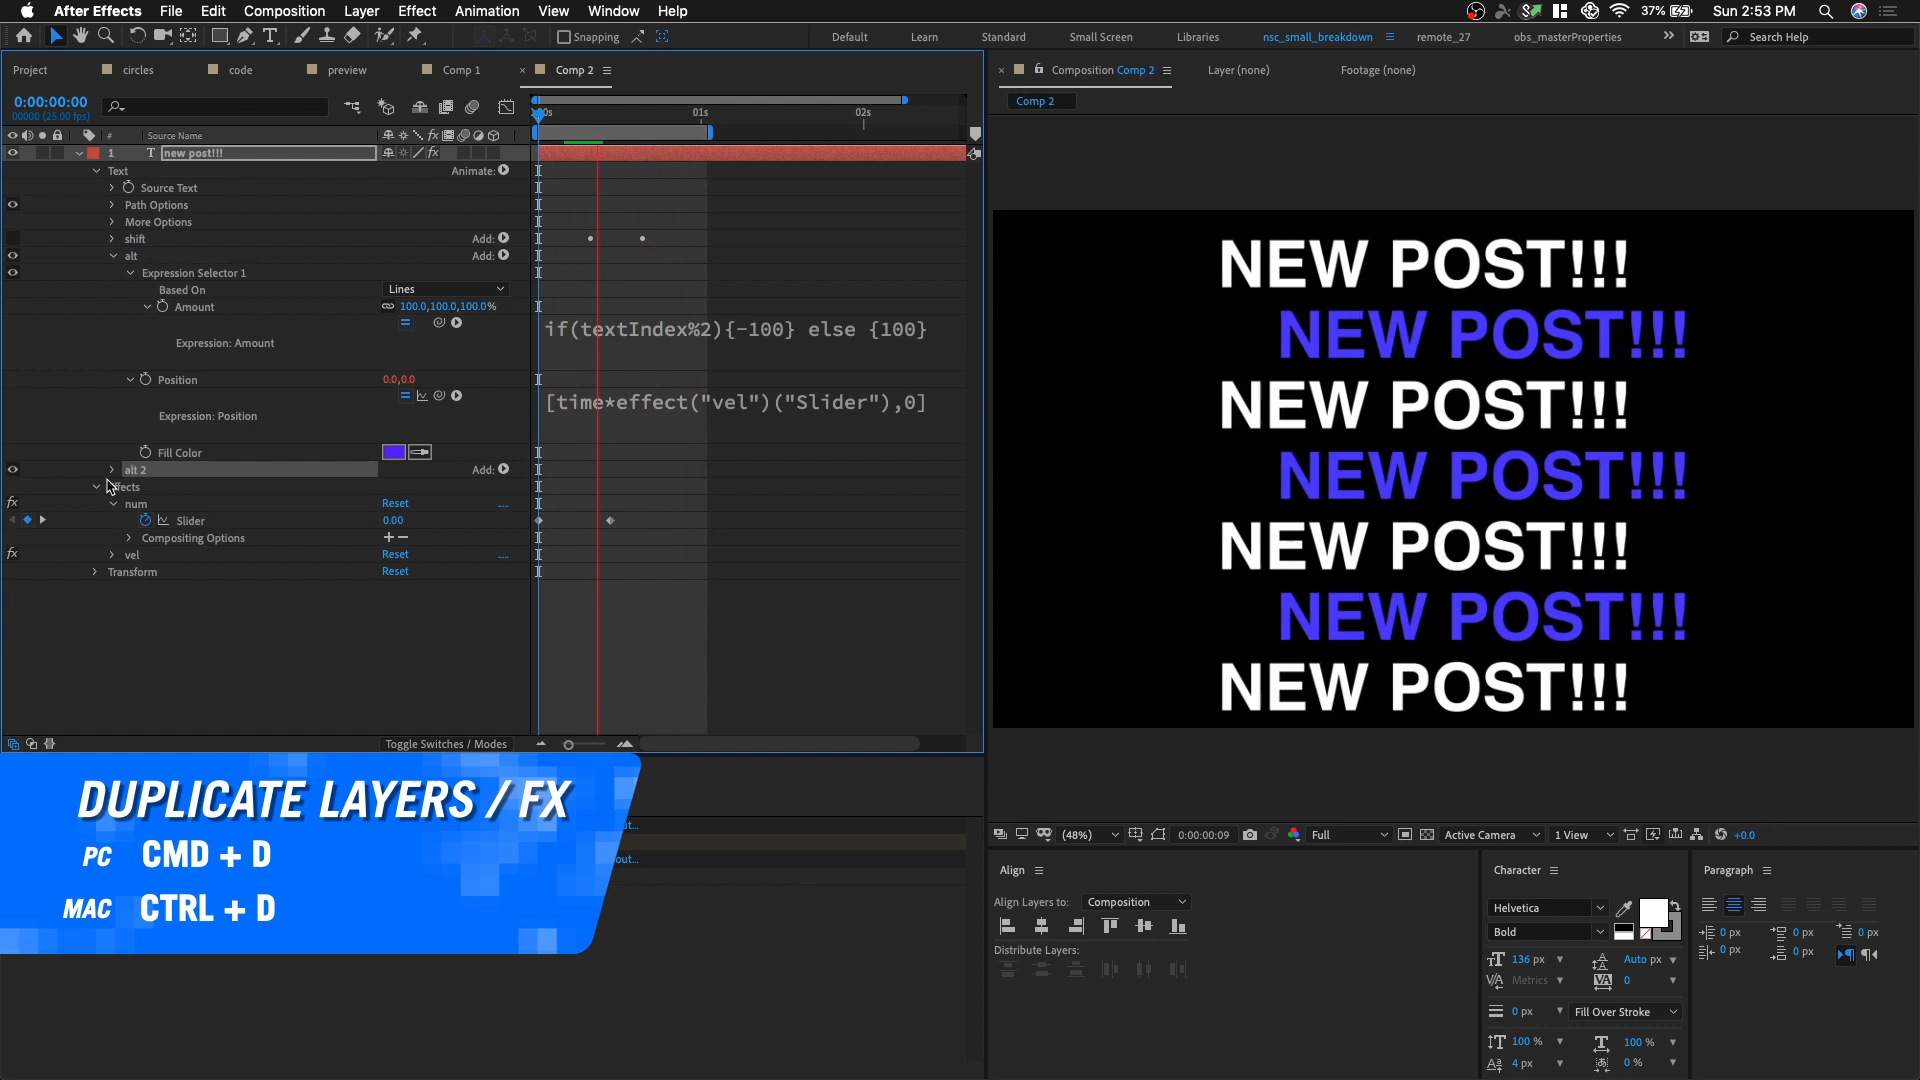 After Effects File Edit Composition Layer Effect Animation View Window Help 37% Sun 2:53 PM
Snapping Default Learn Standard Small Screen Libraries nsc_small_breakdown remote_27 obs_masterProperties Search Help
Project circles code preview Comp 1 Comp 2
Composition Comp 2 Layer (none) Footage (none)
Comp 2
0:00:00:00
00000 (25.00 fps)
01s 02s
# Source Name
1 T new post!!!
Text Animate:
Source Text
Path Options
More Options
shift Add:
alt Add:
Expression Selector 1
Based On Lines
Amount 100.0,100.0,100.0%
if(textIndex%2){-100} else {100}
Expression: Amount
Position 0.0,0.0
[time*effect("vel")("Slider"),0]
Expression: Position
Fill Color
alt 2 Add:
num Reset
Slider 0.00
Compositing Options
vel Reset
Transform Reset
Toggle Switches / Modes
NEW POST!!!
NEW POST!!!
NEW POST!!!
NEW POST!!!
NEW POST!!!
NEW POST!!!
NEW POST!!!
DUPLICATE LAYERS / FX
PC CMD + D
MAC CTRL + D
(48%) 0:00:00:09 Full Active Camera 1 View +0.0
Align
Align Layers to: Composition
Distribute Layers:
Character
Helvetica
Bold
136 px Auto px
Metrics 0
0 px Fill Over Stroke
100 % 100 %
4 px 0 %
Paragraph
0 px 0 px 0 px
0 px 0 px